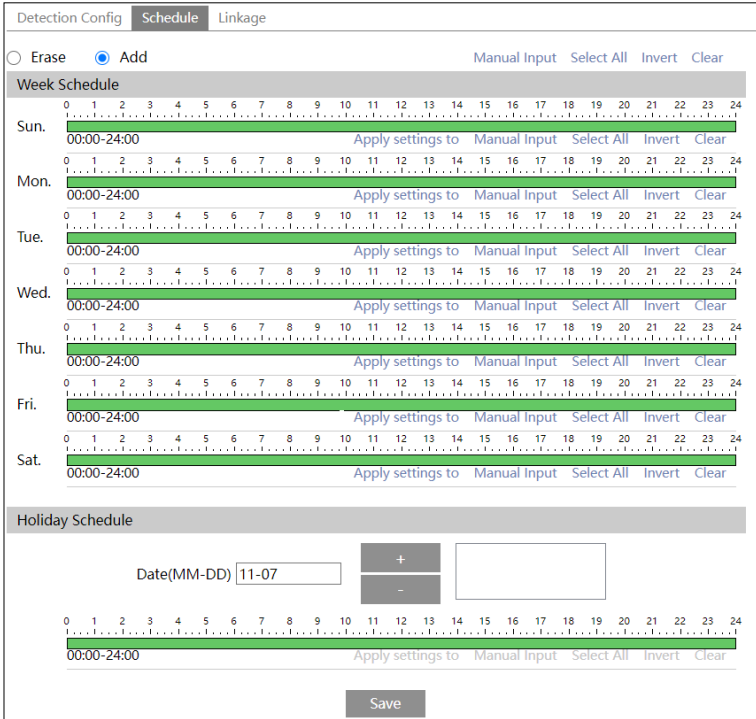 Detection Config Schedule Linkage
Erase Add Manual Input Select All Invert Clear
Week Schedule
0 1 2 3 4 5 6 7 8 9 10 11 12 13 14 15 16 17 18 19 20 21 22 23 24
Sun.
00:00-24:00 Apply settings to Manual Input Select All Invert Clear
0 1 2 3 4 5 6 7 8 9 10 11 12 13 14 15 16 17 18 19 20 21 22 23 24
Mon.
00:00-24:00 Apply settings to Manual Input Select All Invert Clear
0 1 2 3 4 5 6 7 8 9 10 11 12 13 14 15 16 17 18 19 20 21 22 23 24
Tue.
00:00-24:00 Apply settings to Manual Input Select All Invert Clear
0 1 2 3 4 5 6 7 8 9 10 11 12 13 14 15 16 17 18 19 20 21 22 23 24
Wed.
00:00-24:00 Apply settings to Manual Input Select All Invert Clear
0 1 2 3 4 5 6 7 8 9 10 11 12 13 14 15 16 17 18 19 20 21 22 23 24
Thu.
00:00-24:00 Apply settings to Manual Input Select All Invert Clear
0 1 2 3 4 5 6 7 8 9 10 11 12 13 14 15 16 17 18 19 20 21 22 23 24
Fri.
00:00-24:00 Apply settings to Manual Input Select All Invert Clear
0 1 2 3 4 5 6 7 8 9 10 11 12 13 14 15 16 17 18 19 20 21 22 23 24
Sat.
00:00-24:00 Apply settings to Manual Input Select All Invert Clear
Holiday Schedule
+
Date(MM-DD) 11-07
-
0 1 2 3 4 5 6 7 8 9 10 11 12 13 14 15 16 17 18 19 20 21 22 23 24
00:00-24:00 Apply settings to Manual Input Select All Invert Clear
Save